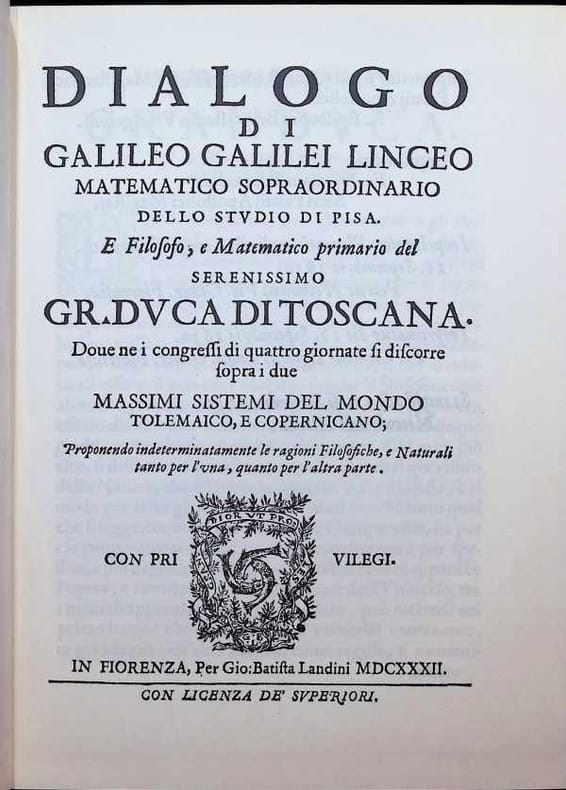 DIALOGO
DI
GALILEO GALILEI LINCEO
MATEMATICO SOPRAORDINARIO
DELLO STVDIO DI PISA.
E Filosofo, e Matematico primario del
SERENISSIMO
GR.DVCA DI TOSCANA.
Doue ne i congressi di quattro giornate si discorre
sopra i due
MASSIMI SISTEMI DEL MONDO
TOLEMAICO, E COPERNICANO;
Proponendo indeterminatamente le ragioni Filosofiche, e Naturali
tanto per l'vna, quanto per l'altra parte.
CON PRI VILEGI.
IN FIORENZA, Per Gio:Batista Landini MDCXXXII.
CON LICENZA DE' SVPERIORI.